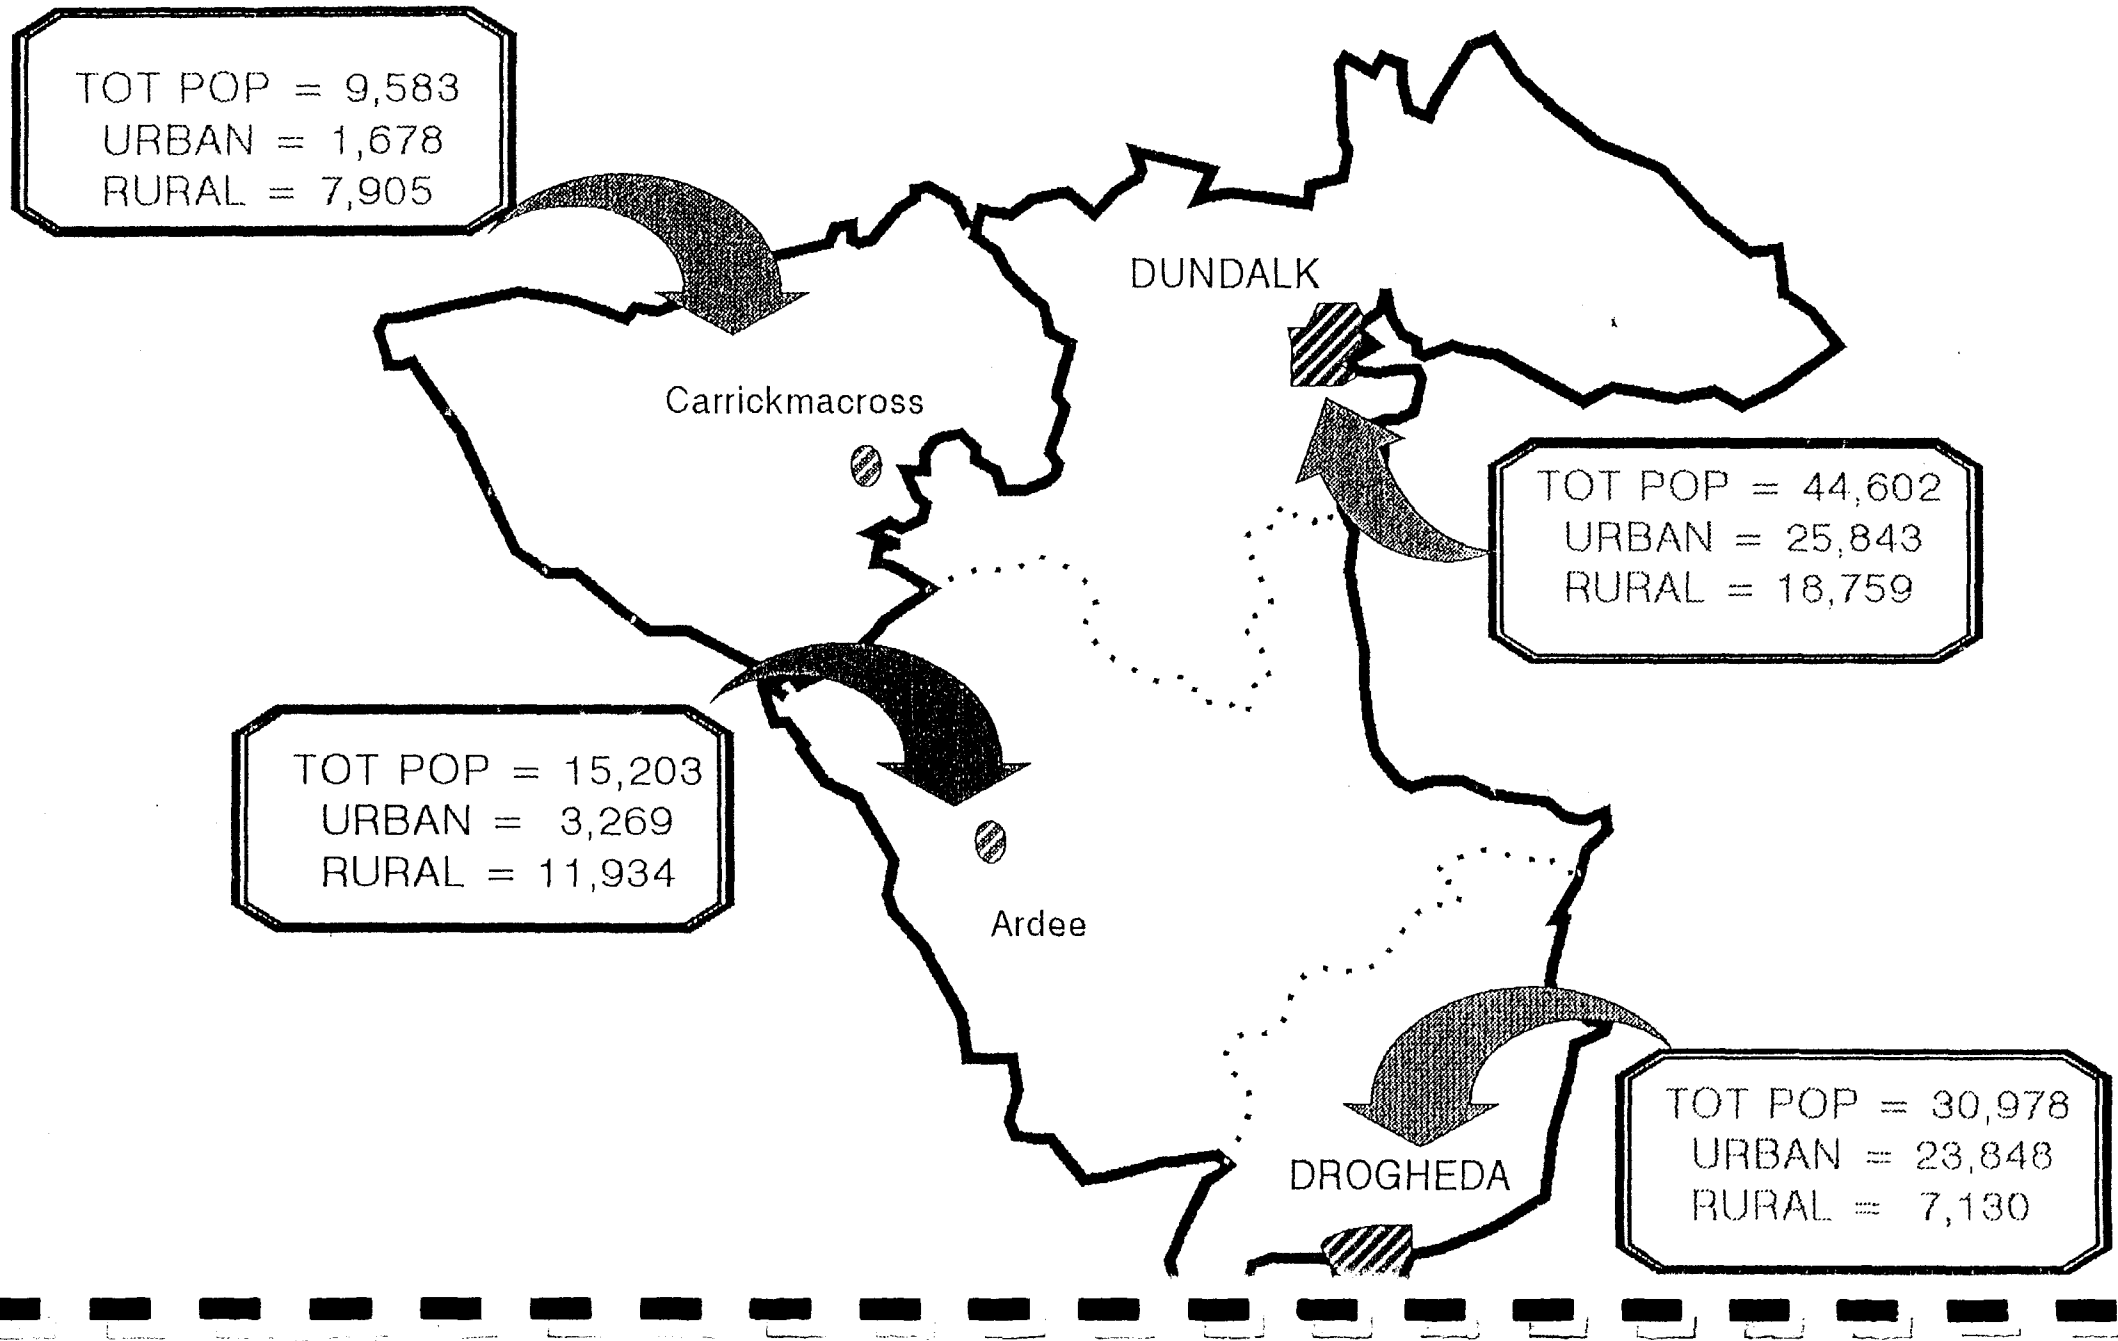 TOT POP = 9,583
URBAN = 1,678
RURAL = 7,905
DUNDALK
Carrickmacross
TOT POP = 44,602
URBAN = 25,843
RURAL = 18,759
TOT POP = 15,203
URBAN = 3,269
RURAL = 11,934
Ardee
TOT POP = 30,978
URBAN = 23,848
RURAL = 7,130
DROGHEDA